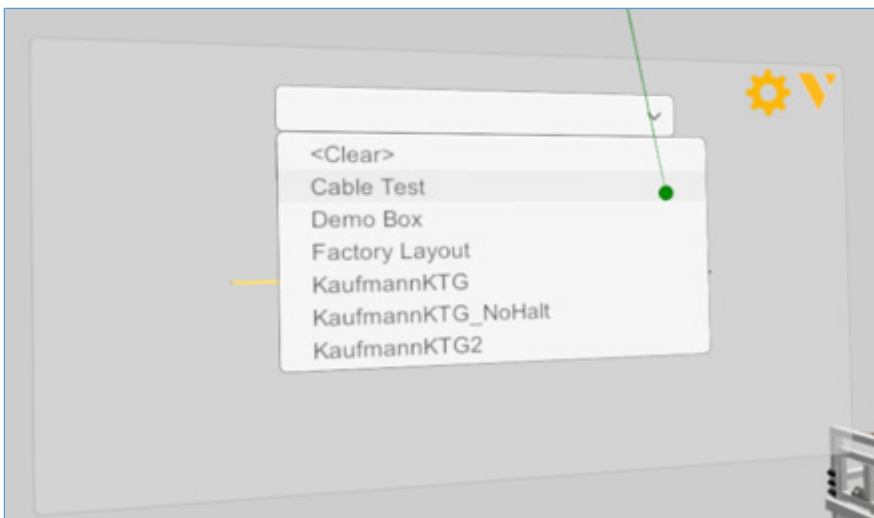 <Clear>
Cable Test
Demo Box
Factory Layout
KaufmannKTG
KaufmannKTG_NoHalt
KaufmannKTG2